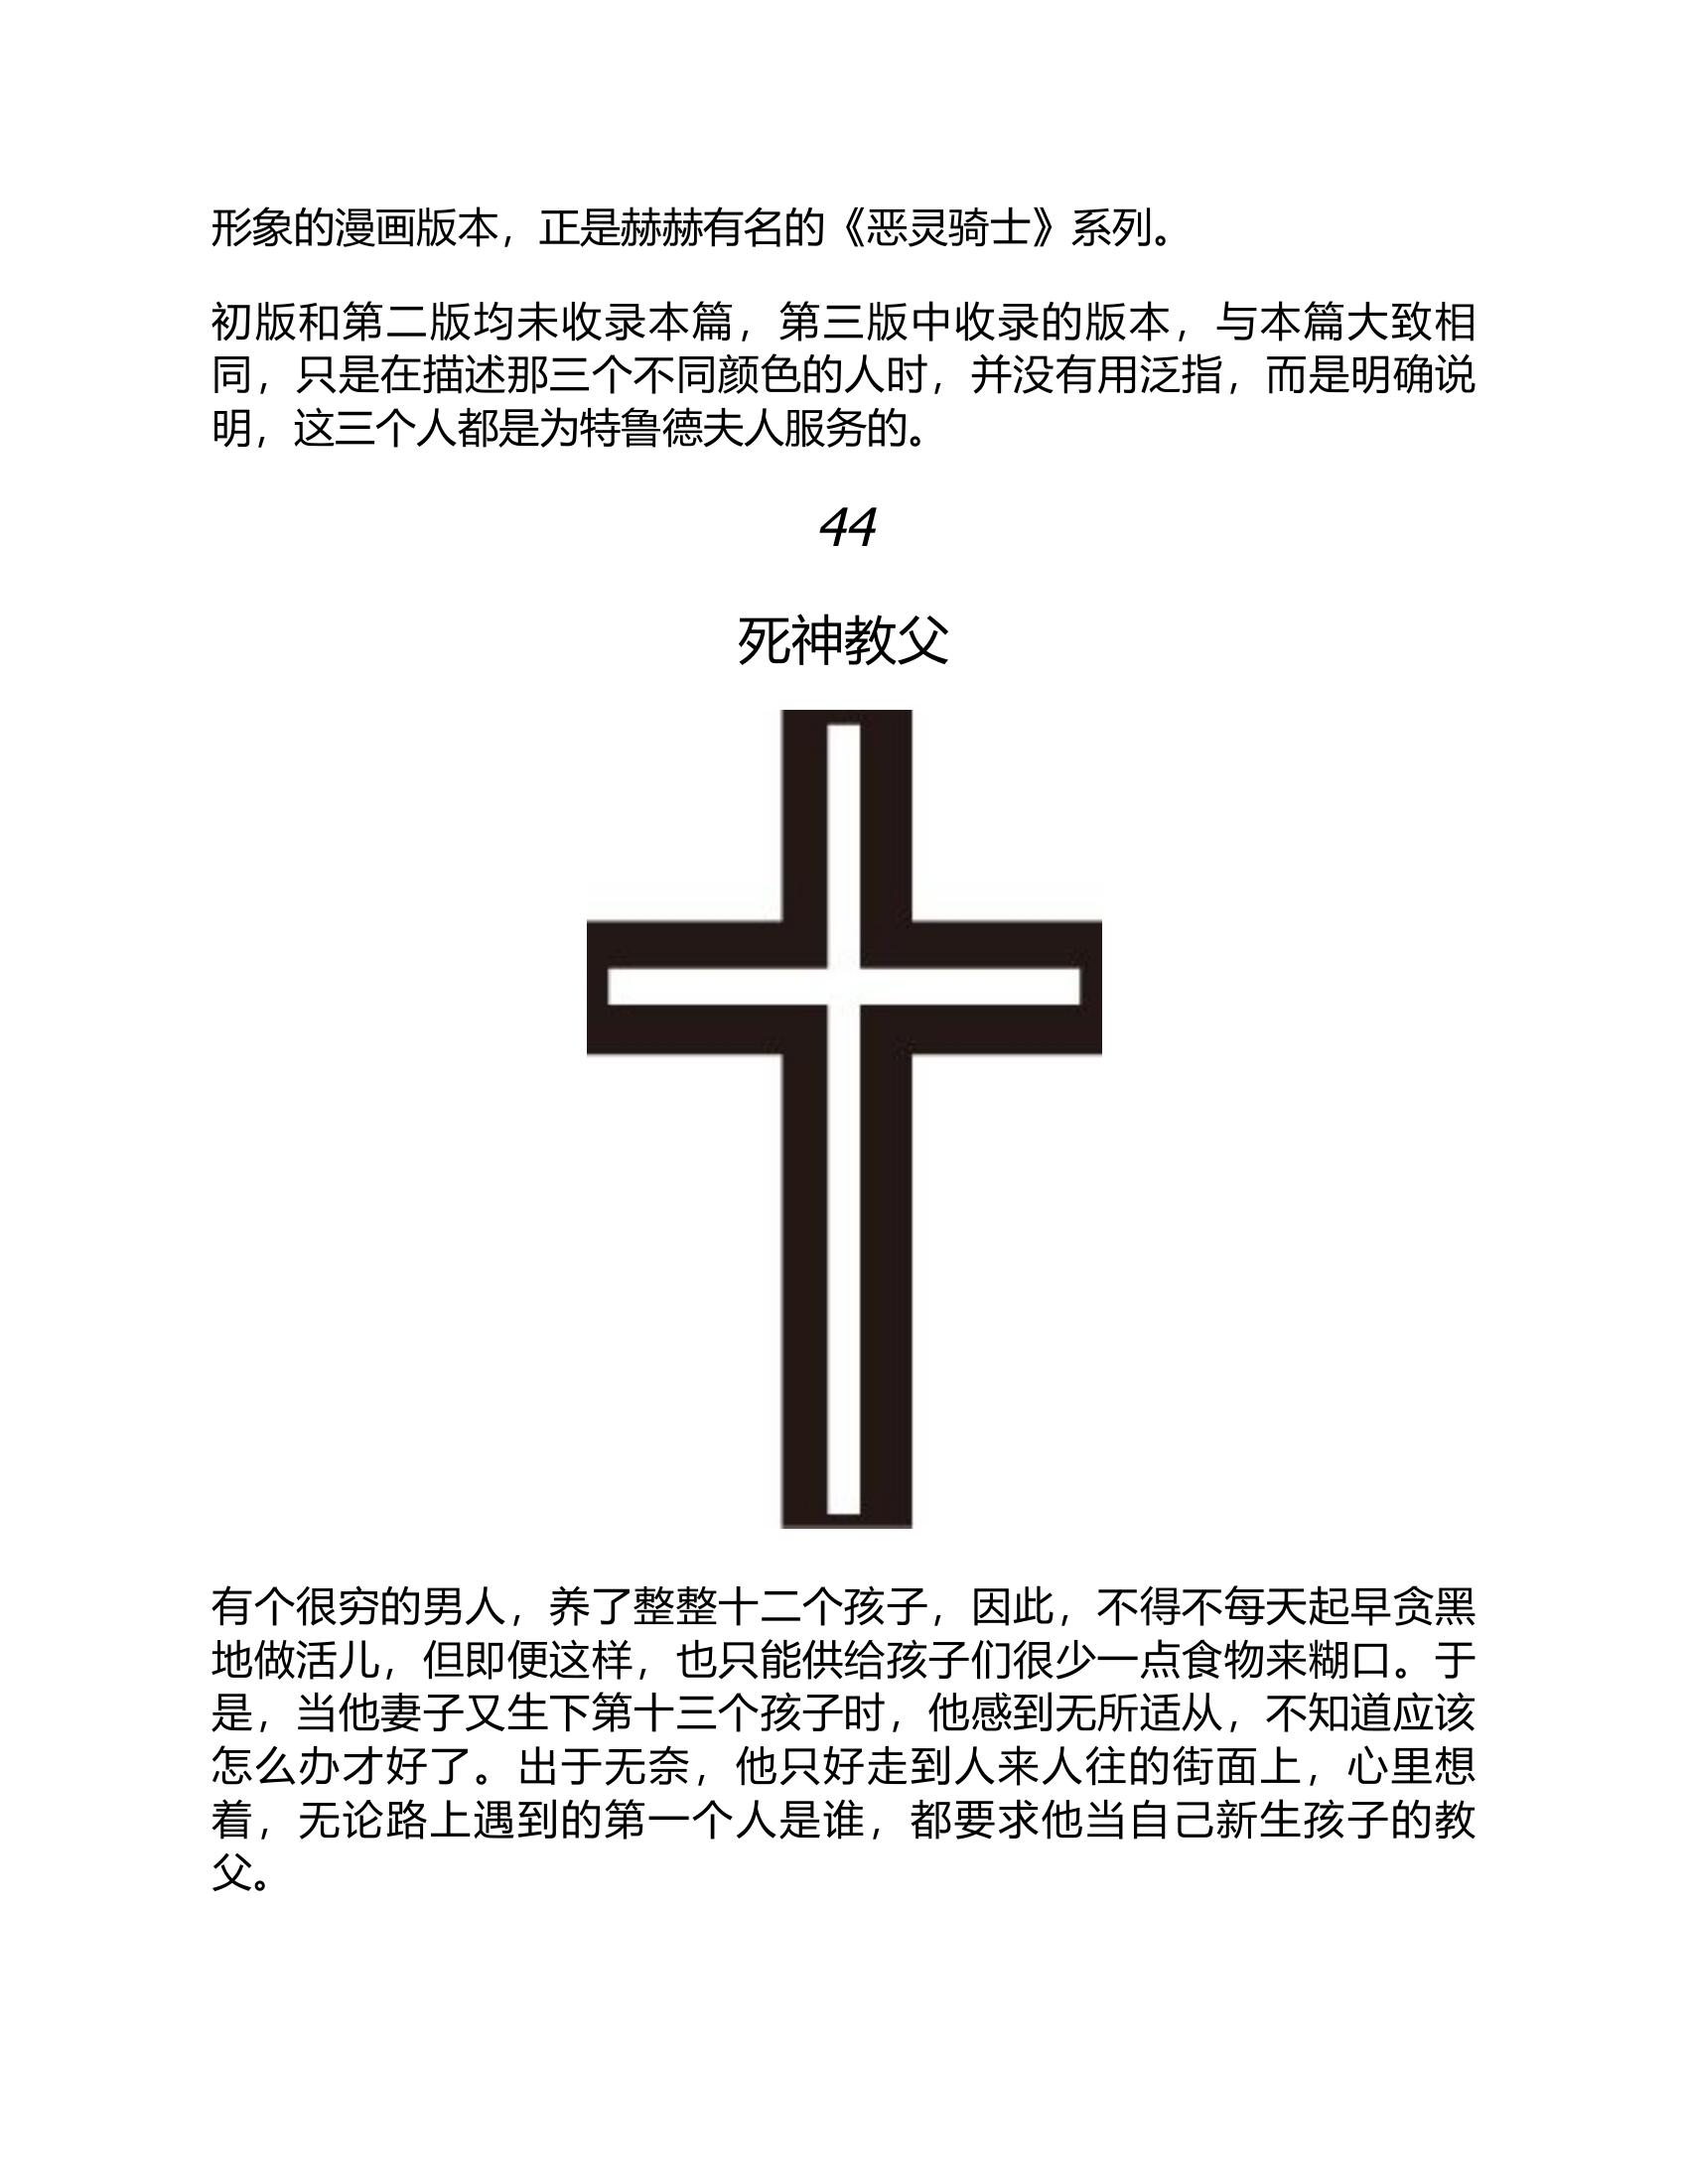 形象的漫画版本，正是赫赫有名的《恶灵骑士》系列。
初版和第二版均未收录本篇，第三版中收录的版本，与本篇大致相
同，只是在描述那三个不同颜色的人时，并没有用泛指，而是明确说
明，这三个人都是为特鲁德夫人服务的。
44
死神教父
有个很穷的男人，养了整整十二个孩子，因此，不得不每天起早贪黑
地做活儿，但即便这样，也只能供给孩子们很少一点食物来糊口。于
是，当他妻子又生下第十三个孩子时，他感到无所适从，不知道应该
怎么办才好了。出于无奈，他只好走到人来人往的街面上，心里想
着，无论路上遇到的第一个人是谁，都要求他当自己新生孩子的教
父。